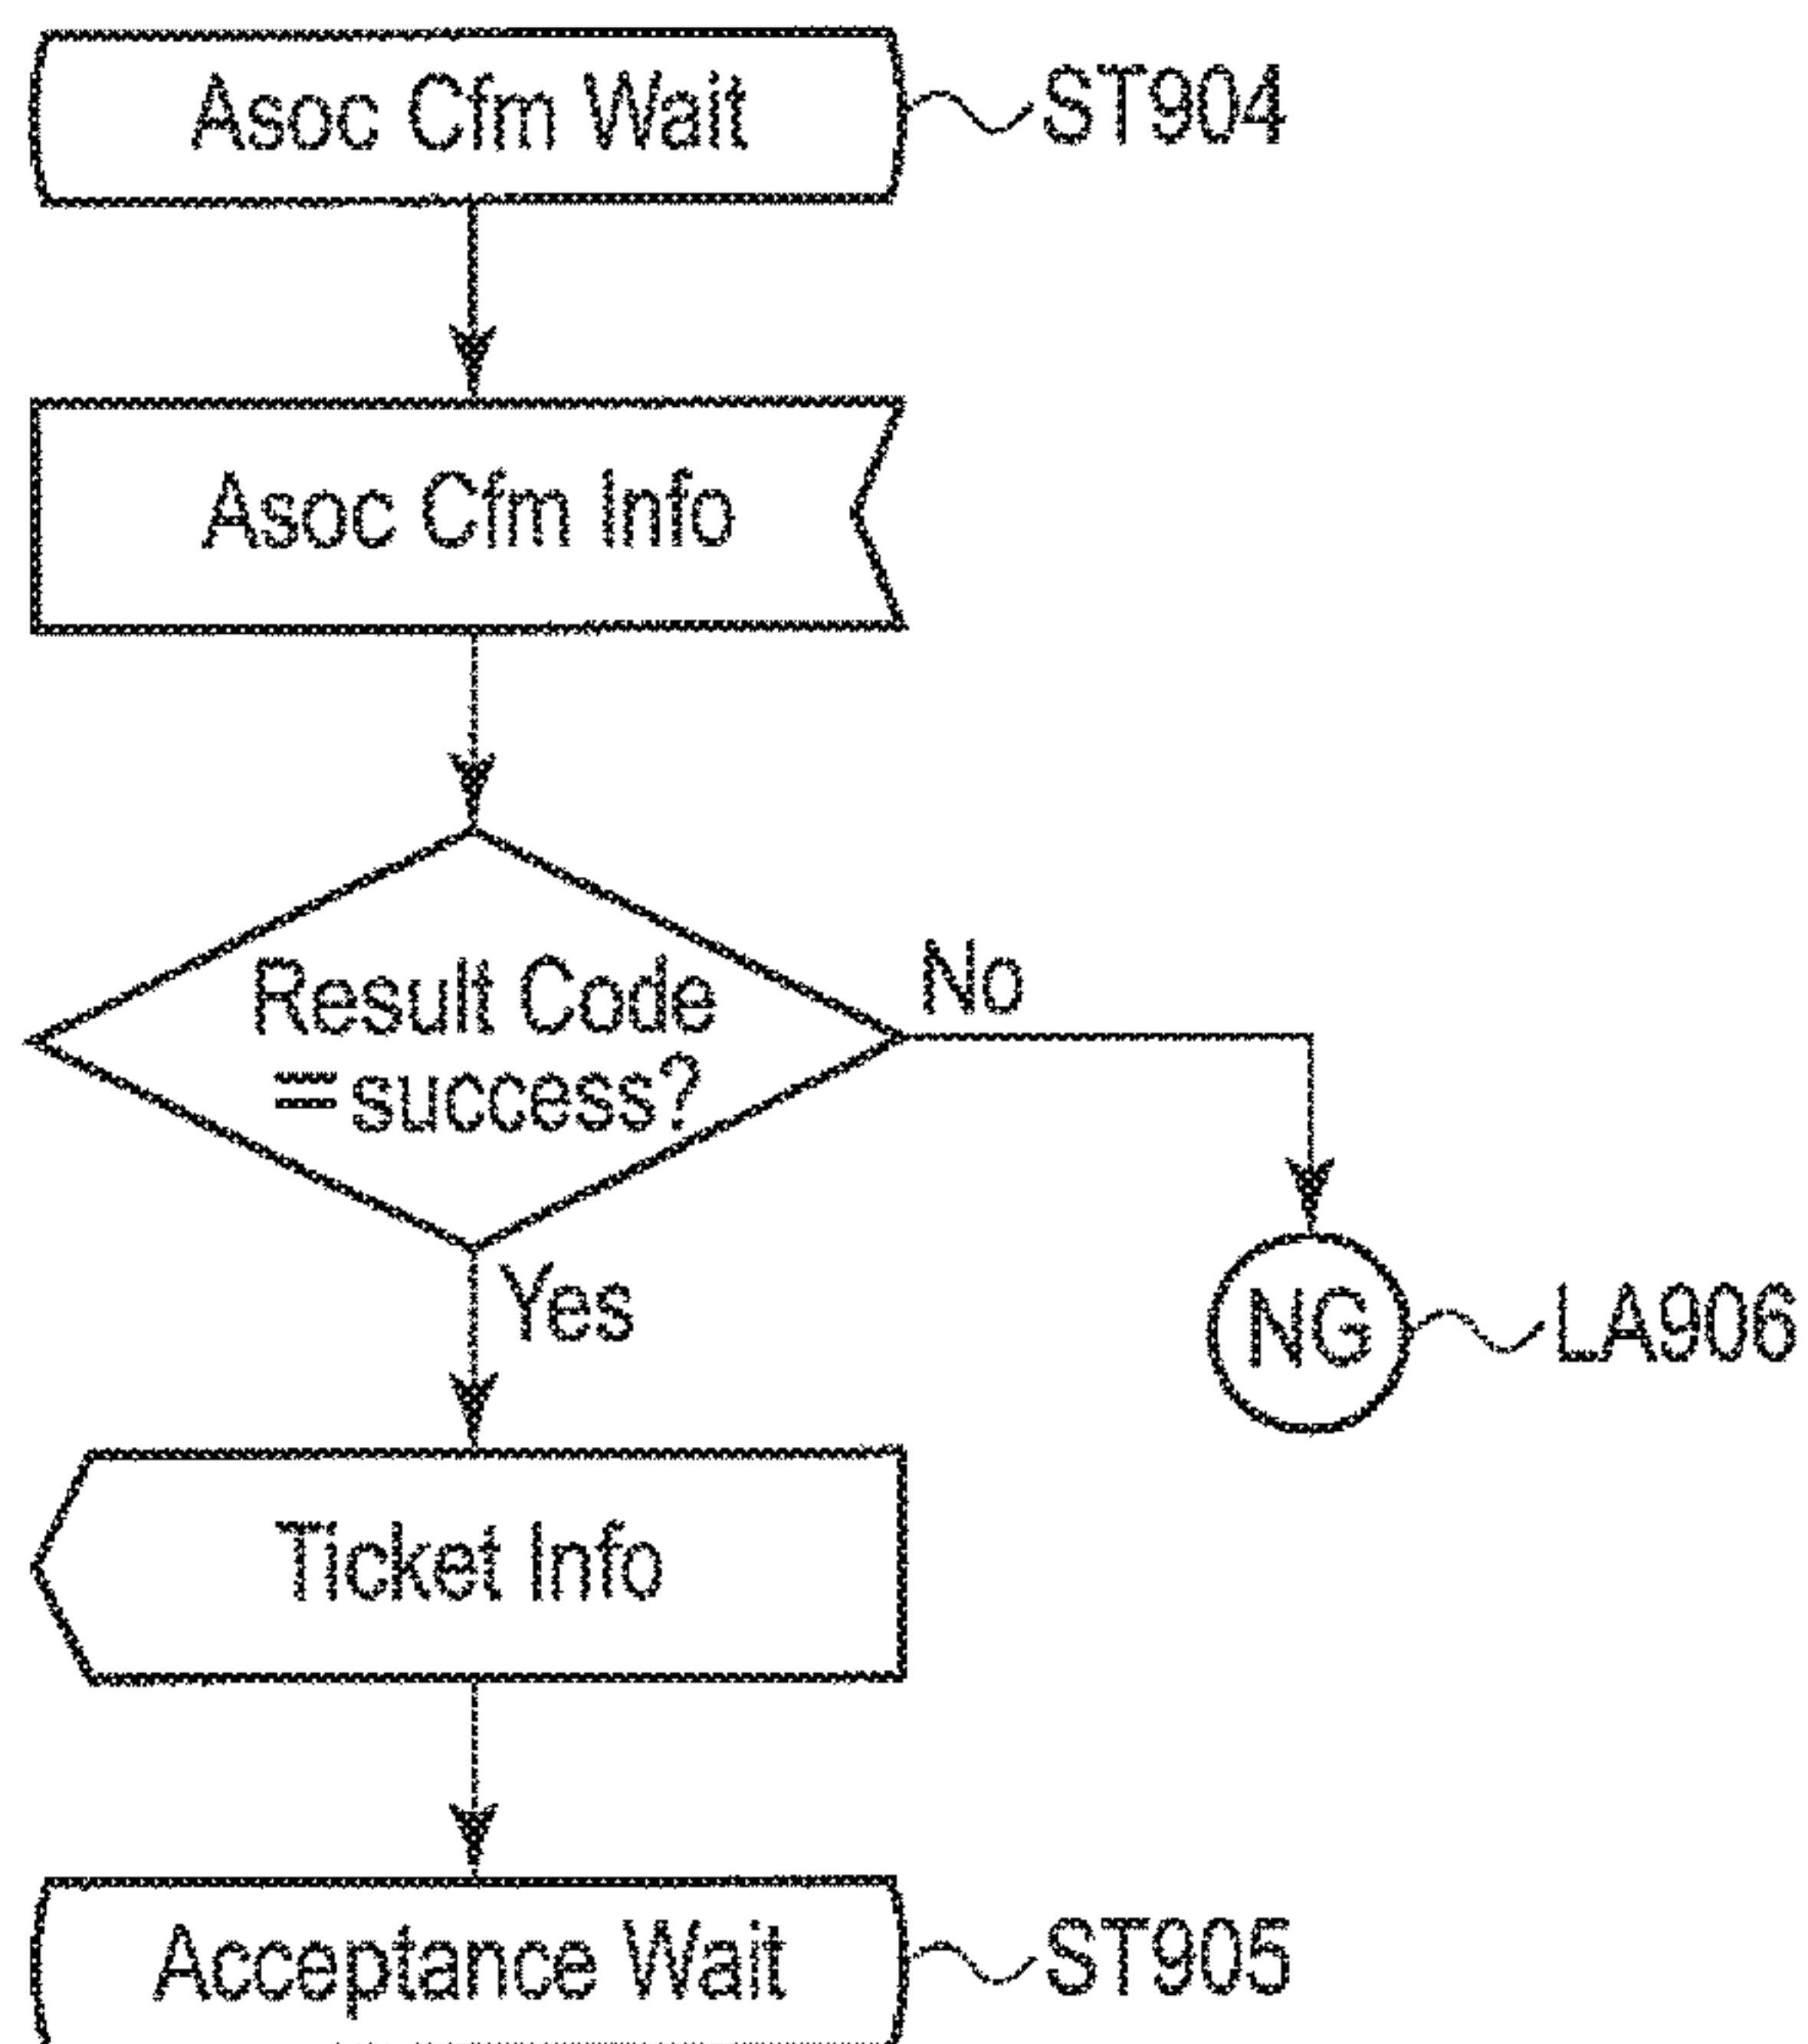 Asoc Cfm Wait
ST904
Asoc Cfm Info
Result Code
=success?
No
Yes
NG
LA906
Ticket Info
Acceptance Wait
ST905